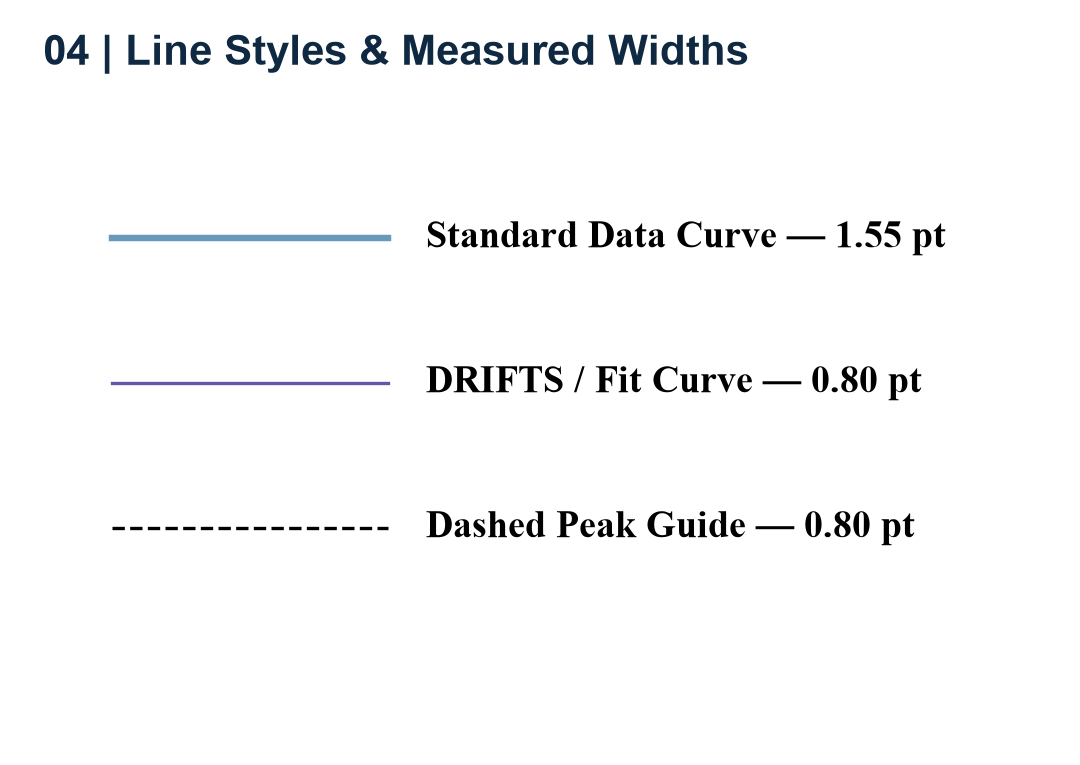 04 | Line Styles & Measured Widths
Standard Data Curve — 1.55 pt
DRIFTS / Fit Curve — 0.80 pt
Dashed Peak Guide — 0.80 pt